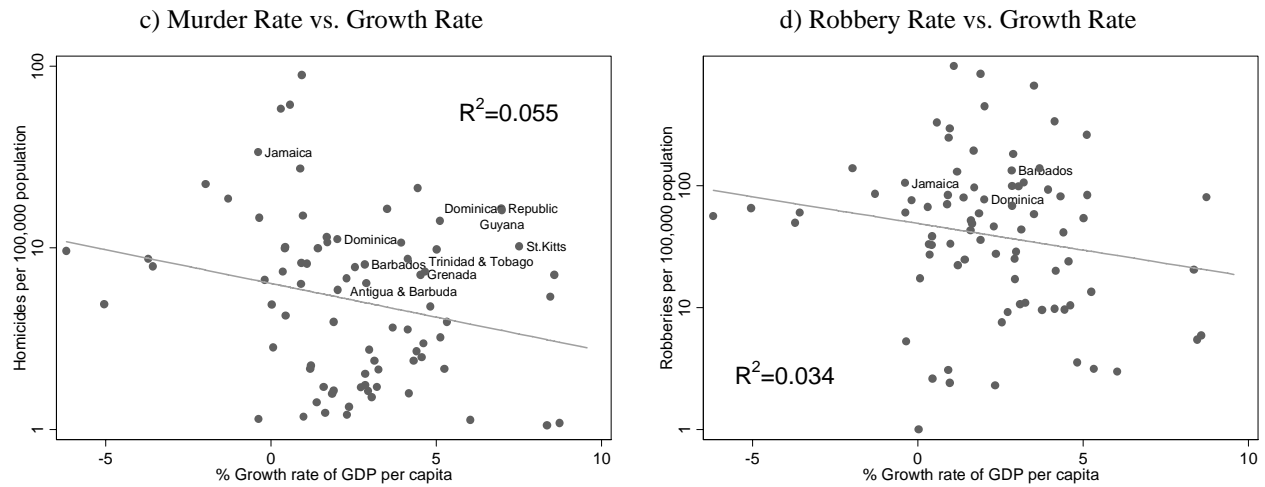 c) Murder Rate vs. Growth Rate
100
10
1
Homicides per 100,000 population
R²=0.055
Jamaica
Dominica Republic
Guyana
Dominica
St.Kitts
Barbados
Trinidad & Tobago
Grenada
Antigua & Barbuda
-5 0 5 10
% Growth rate of GDP per capita
d) Robbery Rate vs. Growth Rate
100
10
1
Robberies per 100,000 population
Barbados
Jamaica
Dominica
R²=0.034
-5 0 5 10
% Growth rate of GDP per capita